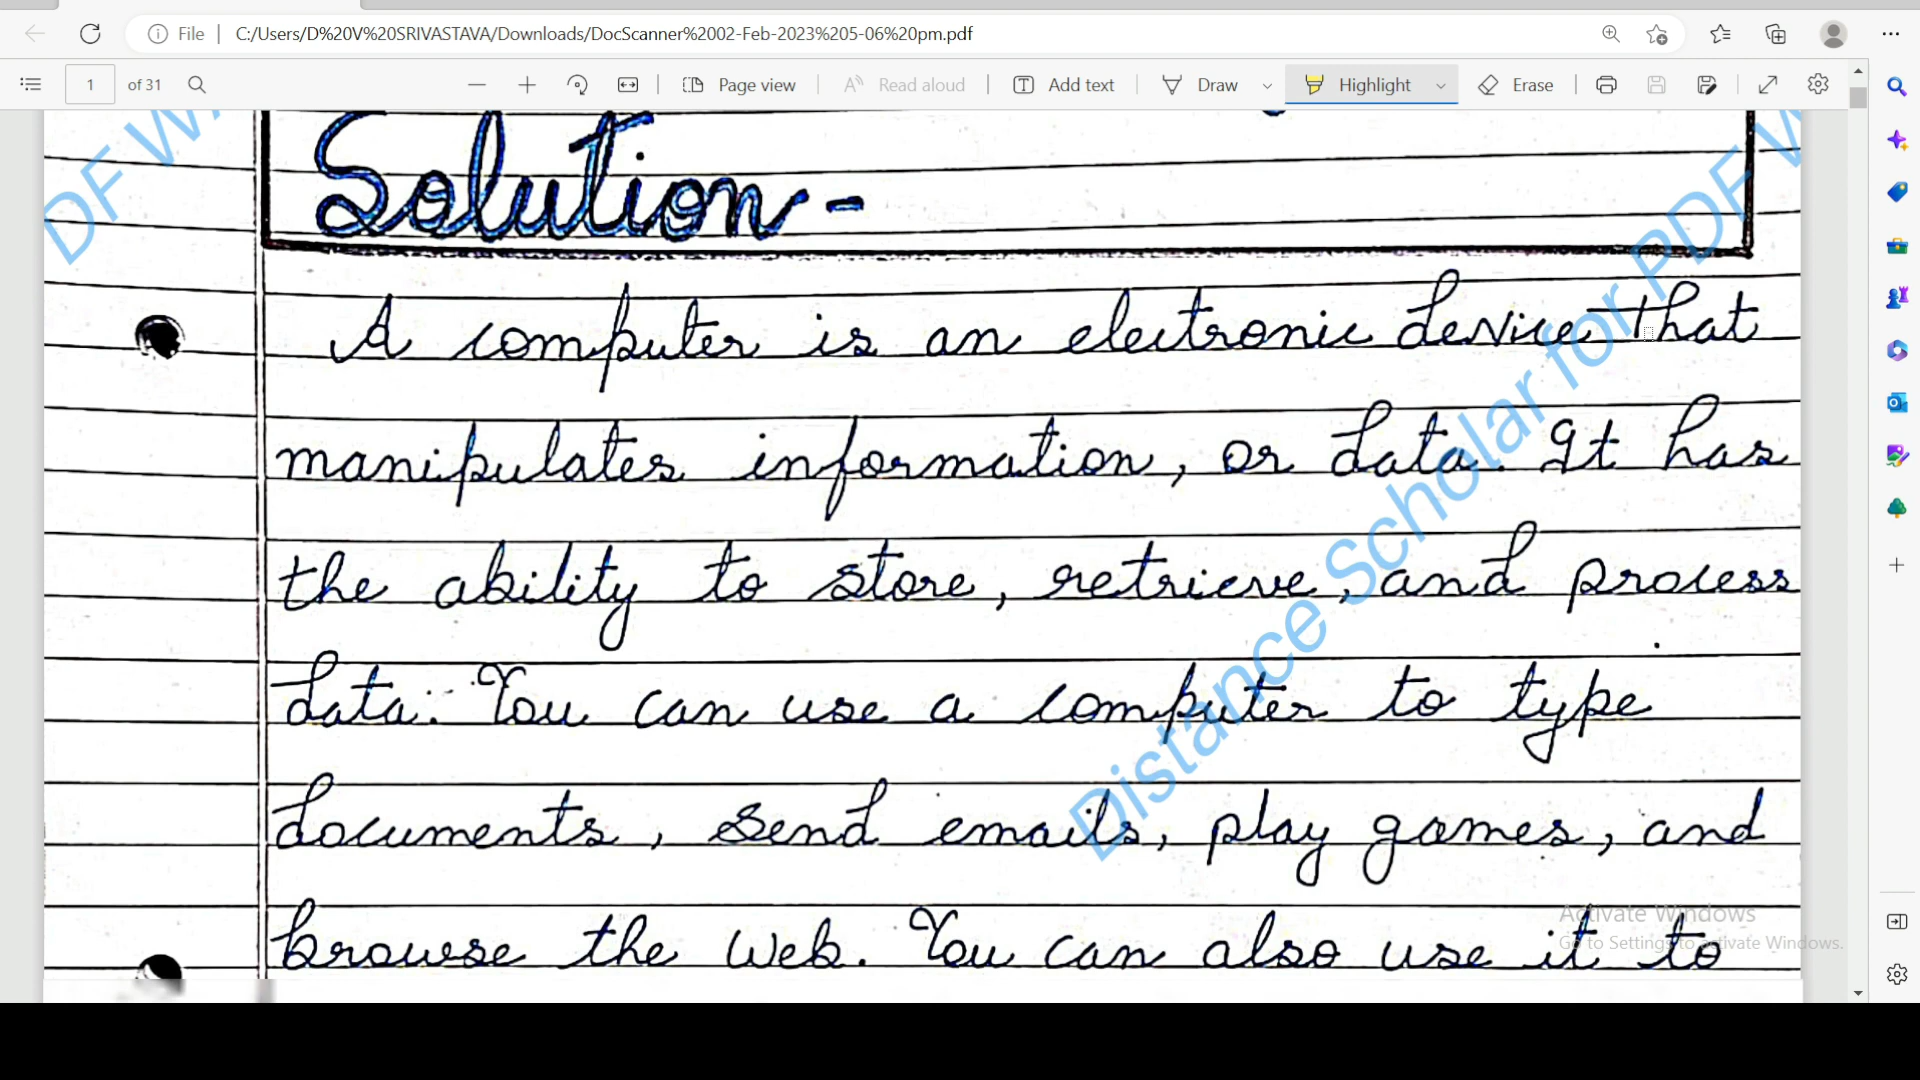 File | C:/Users/D%20V%20SRIVASTAVA/Downloads/DocScanner%2002-Feb-2023%205-06%20pm.pdf
1 of 31 Page view Read aloud Add text Draw Highlight Erase
Solution-
A computer is an electronic device that
manipulates information, or data. It has
the ability to store, retrieve, and process
data. You can use a computer to type
documents, send emails, play games, and
browse the web. You can also use it to
Distance Scholar for PDF W
DF W
Activate Windows
Go to Settings to activate Windows.